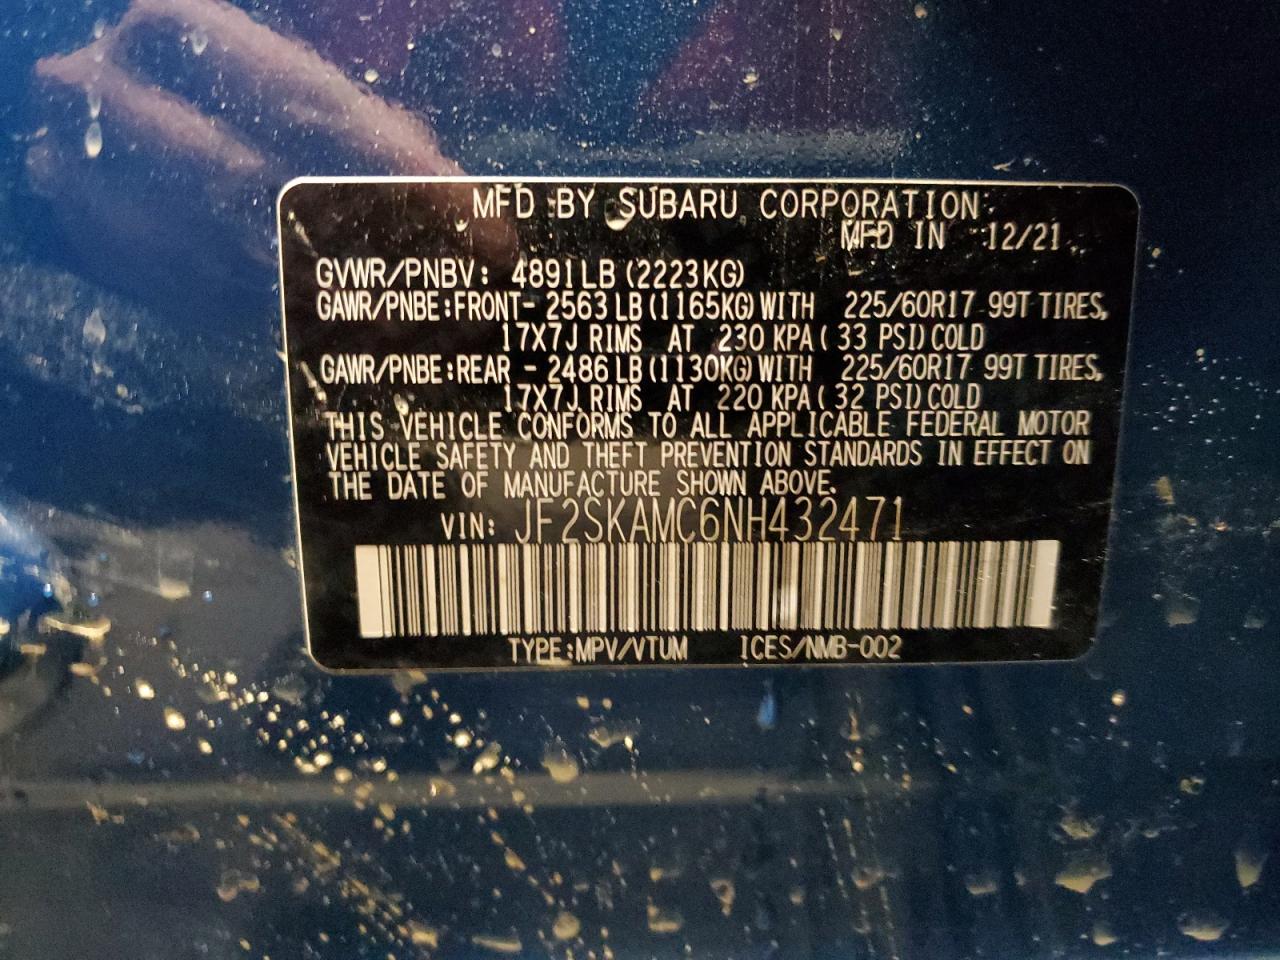 MFD BY SUBARU CORPORATION
MFD IN 12/21
GVWR/PNBV: 4891LB (2223KG)
GAWR/PNBE:FRONT- 2563 LB (1165KG) WITH 225/60R17 99T TIRES,
17X7J RIMS AT 230 KPA ( 33 PSI) COLD
GAWR/PNBE:REAR - 2486 LB (1130KG) WITH 225/60R17 99T TIRES,
17X7J RIMS AT 220 KPA ( 32 PSI) COLD
THIS VEHICLE CONFORMS TO ALL APPLICABLE FEDERAL MOTOR
VEHICLE SAFETY AND THEFT PREVENTION STANDARDS IN EFFECT ON
THE DATE OF MANUFACTURE SHOWN ABOVE.
VIN: JF2SKAMC6NH432471
TYPE:MPV/VTUM ICES/NMB-002